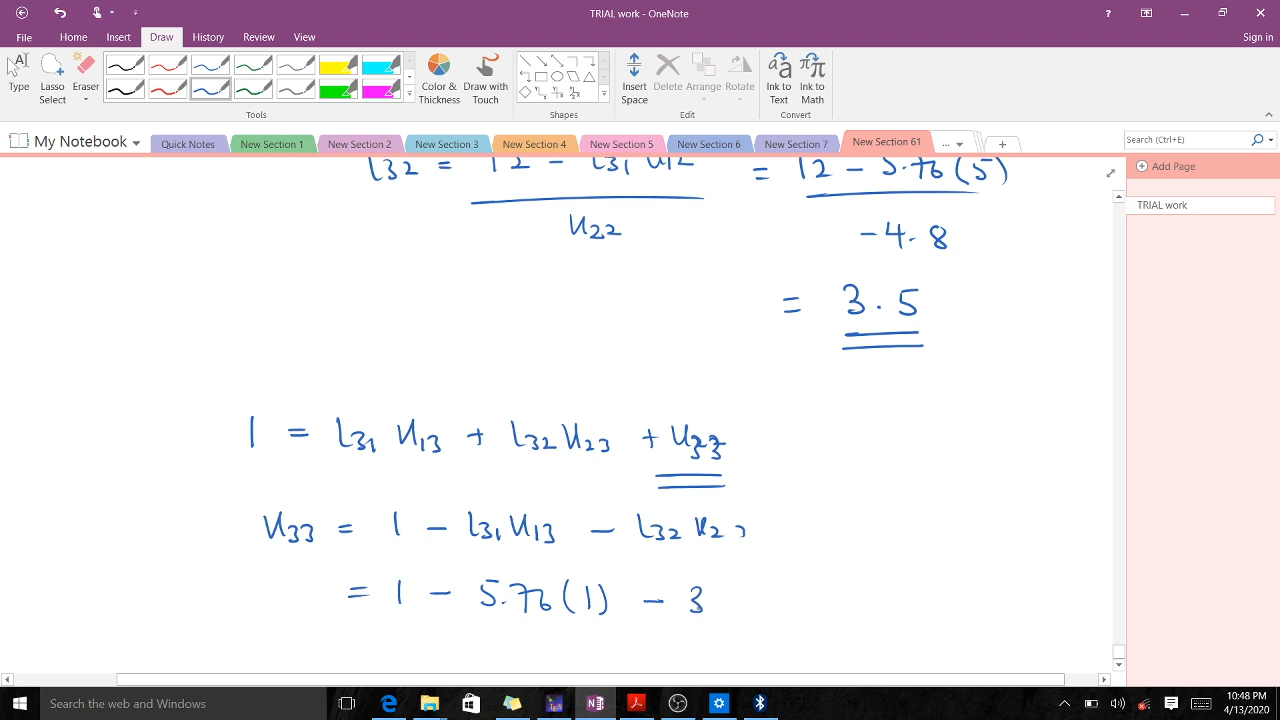 TRIAL work - OneNote
File Home Insert Draw History Review View Sign in
Type Lasso Select Eraser Color & Thickness Draw with Touch Insert Space Delete Arrange Rotate Ink to Text Ink to Math
Tools Shapes Edit Convert
My Notebook Quick Notes New Section 1 New Section 2 New Section 3 New Section 4 New Section 5 New Section 6 New Section 7 New Section 61 ... + Search (Ctrl+E)
Add Page
TRIAL work
l32 = 12 - l31 u12 = 12 - 5.76 (5)
u22 -4.8
= 3.5
1 = l31 u13 + l32 u23 + u33
u33 = 1 - l31 u13 - l32 u2
= 1 - 5.76 (1) - 3
Search the web and Windows
10:48 PM
4/13/2020